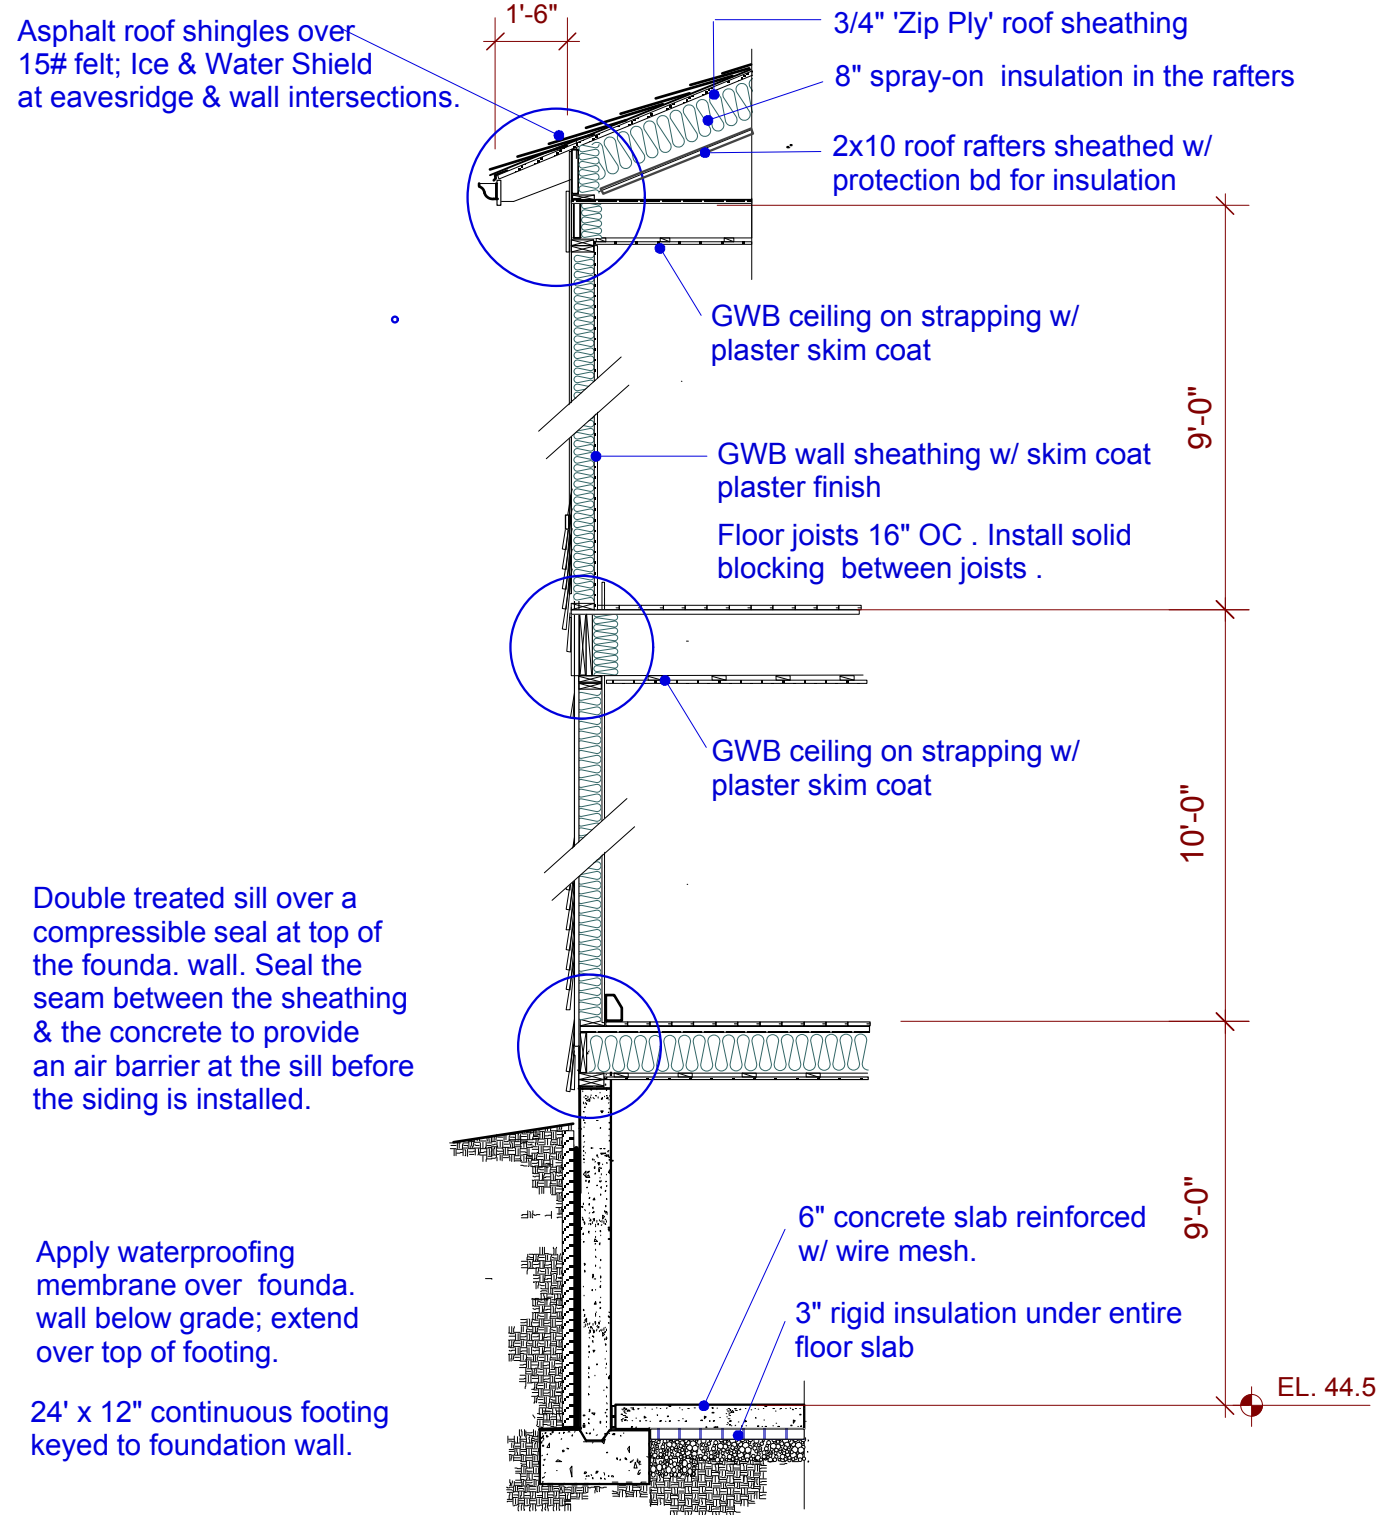 1'-6"
Asphalt roof shingles over
15# felt; Ice & Water Shield
at eavesridge & wall intersections.
3/4" 'Zip Ply' roof sheathing
8" spray-on insulation in the rafters
2x10 roof rafters sheathed w/
protection bd for insulation
GWB ceiling on strapping w/
plaster skim coat
9'-0"
GWB wall sheathing w/ skim coat
plaster finish
Floor joists 16" OC . Install solid
blocking between joists .
GWB ceiling on strapping w/
plaster skim coat
10'-0"
Double treated sill over a
compressible seal at top of
the founda. wall. Seal the
seam between the sheathing
& the concrete to provide
an air barrier at the sill before
the siding is installed.
9'-0"
6" concrete slab reinforced
w/ wire mesh.
Apply waterproofing
membrane over founda.
wall below grade; extend
over top of footing.
3" rigid insulation under entire
floor slab
EL. 44.5
24' x 12" continuous footing
keyed to foundation wall.